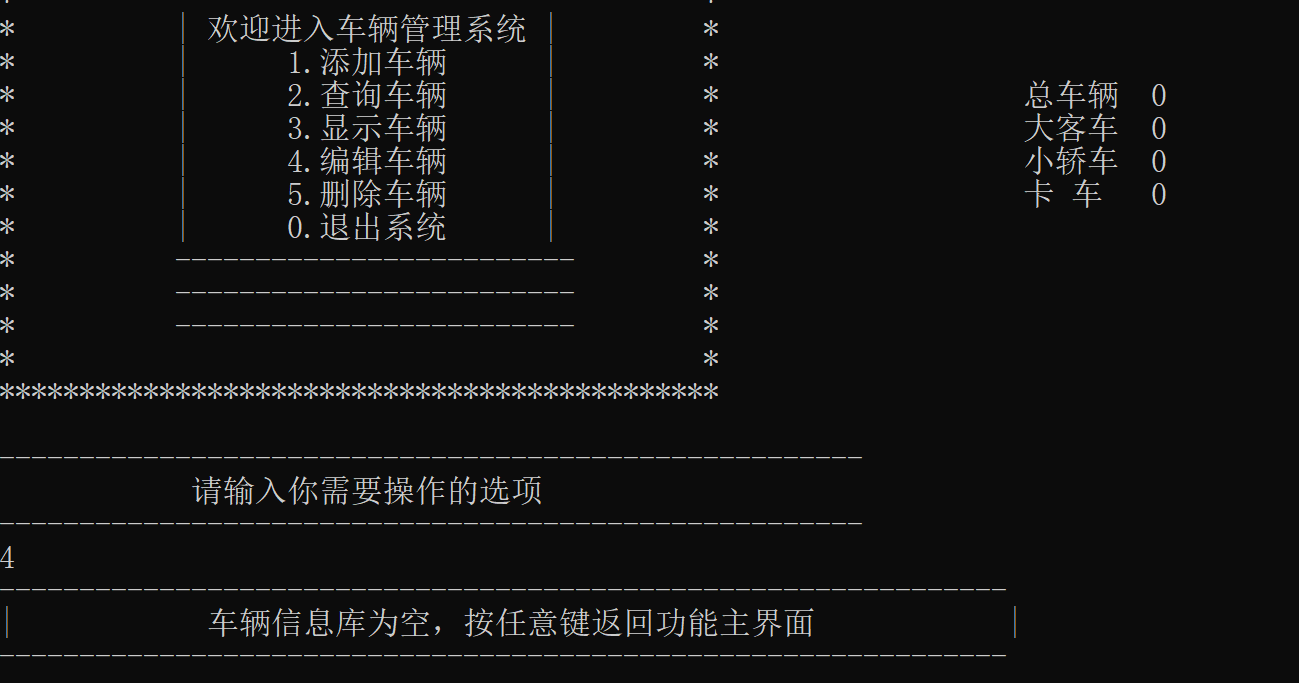 * | 欢迎进入车辆管理系统 | *
* | 1.添加车辆 | *
* | 2.查询车辆 | * 总车辆 0
* | 3.显示车辆 | * 大客车 0
* | 4.编辑车辆 | * 小轿车 0
* | 5.删除车辆 | * 卡 车 0
* | 0.退出系统 | *
* ------------------------- *
* ------------------------- *
* ------------------------- *
* *
*********************************************
------------------------------------------------------
请输入你需要操作的选项
------------------------------------------------------
4
---------------------------------------------------------------
| 车辆信息库为空，按任意键返回功能主界面 |
---------------------------------------------------------------